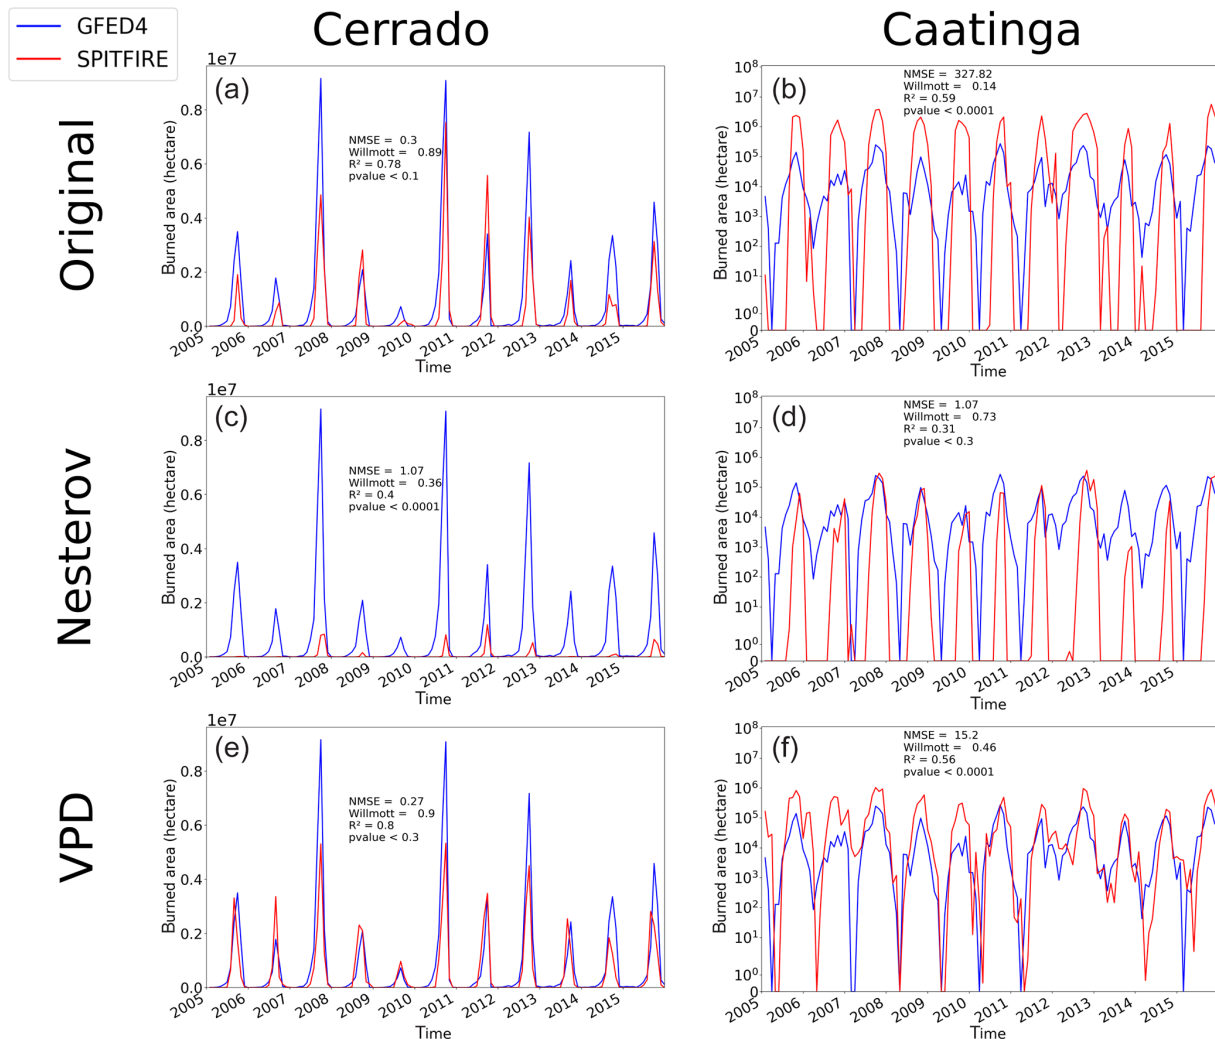 GFED4
SPITFIRE
Cerrado
Caatinga
Original
Nesterov
VPD
1e7
(a)
NMSE = 0.3
Willmott = 0.89
R² = 0.78
pvalue < 0.1
Burned area (hectare)
0.8
0.6
0.4
0.2
0.0
2005 2006 2007 2008 2009 2010 2011 2012 2013 2014 2015
Time
(b)
NMSE = 327.82
Willmott = 0.14
R² = 0.59
pvalue < 0.0001
Burned area (hectare)
10⁸
10⁷
10⁶
10⁵
10⁴
10³
10²
10¹
10⁰
0
2005 2006 2007 2008 2009 2010 2011 2012 2013 2014 2015
Time
1e7
(c)
NMSE = 1.07
Willmott = 0.36
R² = 0.4
pvalue < 0.0001
Burned area (hectare)
0.8
0.6
0.4
0.2
0.0
2005 2006 2007 2008 2009 2010 2011 2012 2013 2014 2015
Time
(d)
NMSE = 1.07
Willmott = 0.73
R² = 0.31
pvalue < 0.3
Burned area (hectare)
10⁸
10⁷
10⁶
10⁵
10⁴
10³
10²
10¹
10⁰
0
2005 2006 2007 2008 2009 2010 2011 2012 2013 2014 2015
Time
1e7
(e)
NMSE = 0.27
Willmott = 0.9
R² = 0.8
pvalue < 0.3
Burned area (hectare)
0.8
0.6
0.4
0.2
0.0
2005 2006 2007 2008 2009 2010 2011 2012 2013 2014 2015
Time
(f)
NMSE = 15.2
Willmott = 0.46
R² = 0.56
pvalue < 0.0001
Burned area (hectare)
10⁸
10⁷
10⁶
10⁵
10⁴
10³
10²
10¹
10⁰
0
2005 2006 2007 2008 2009 2010 2011 2012 2013 2014 2015
Time